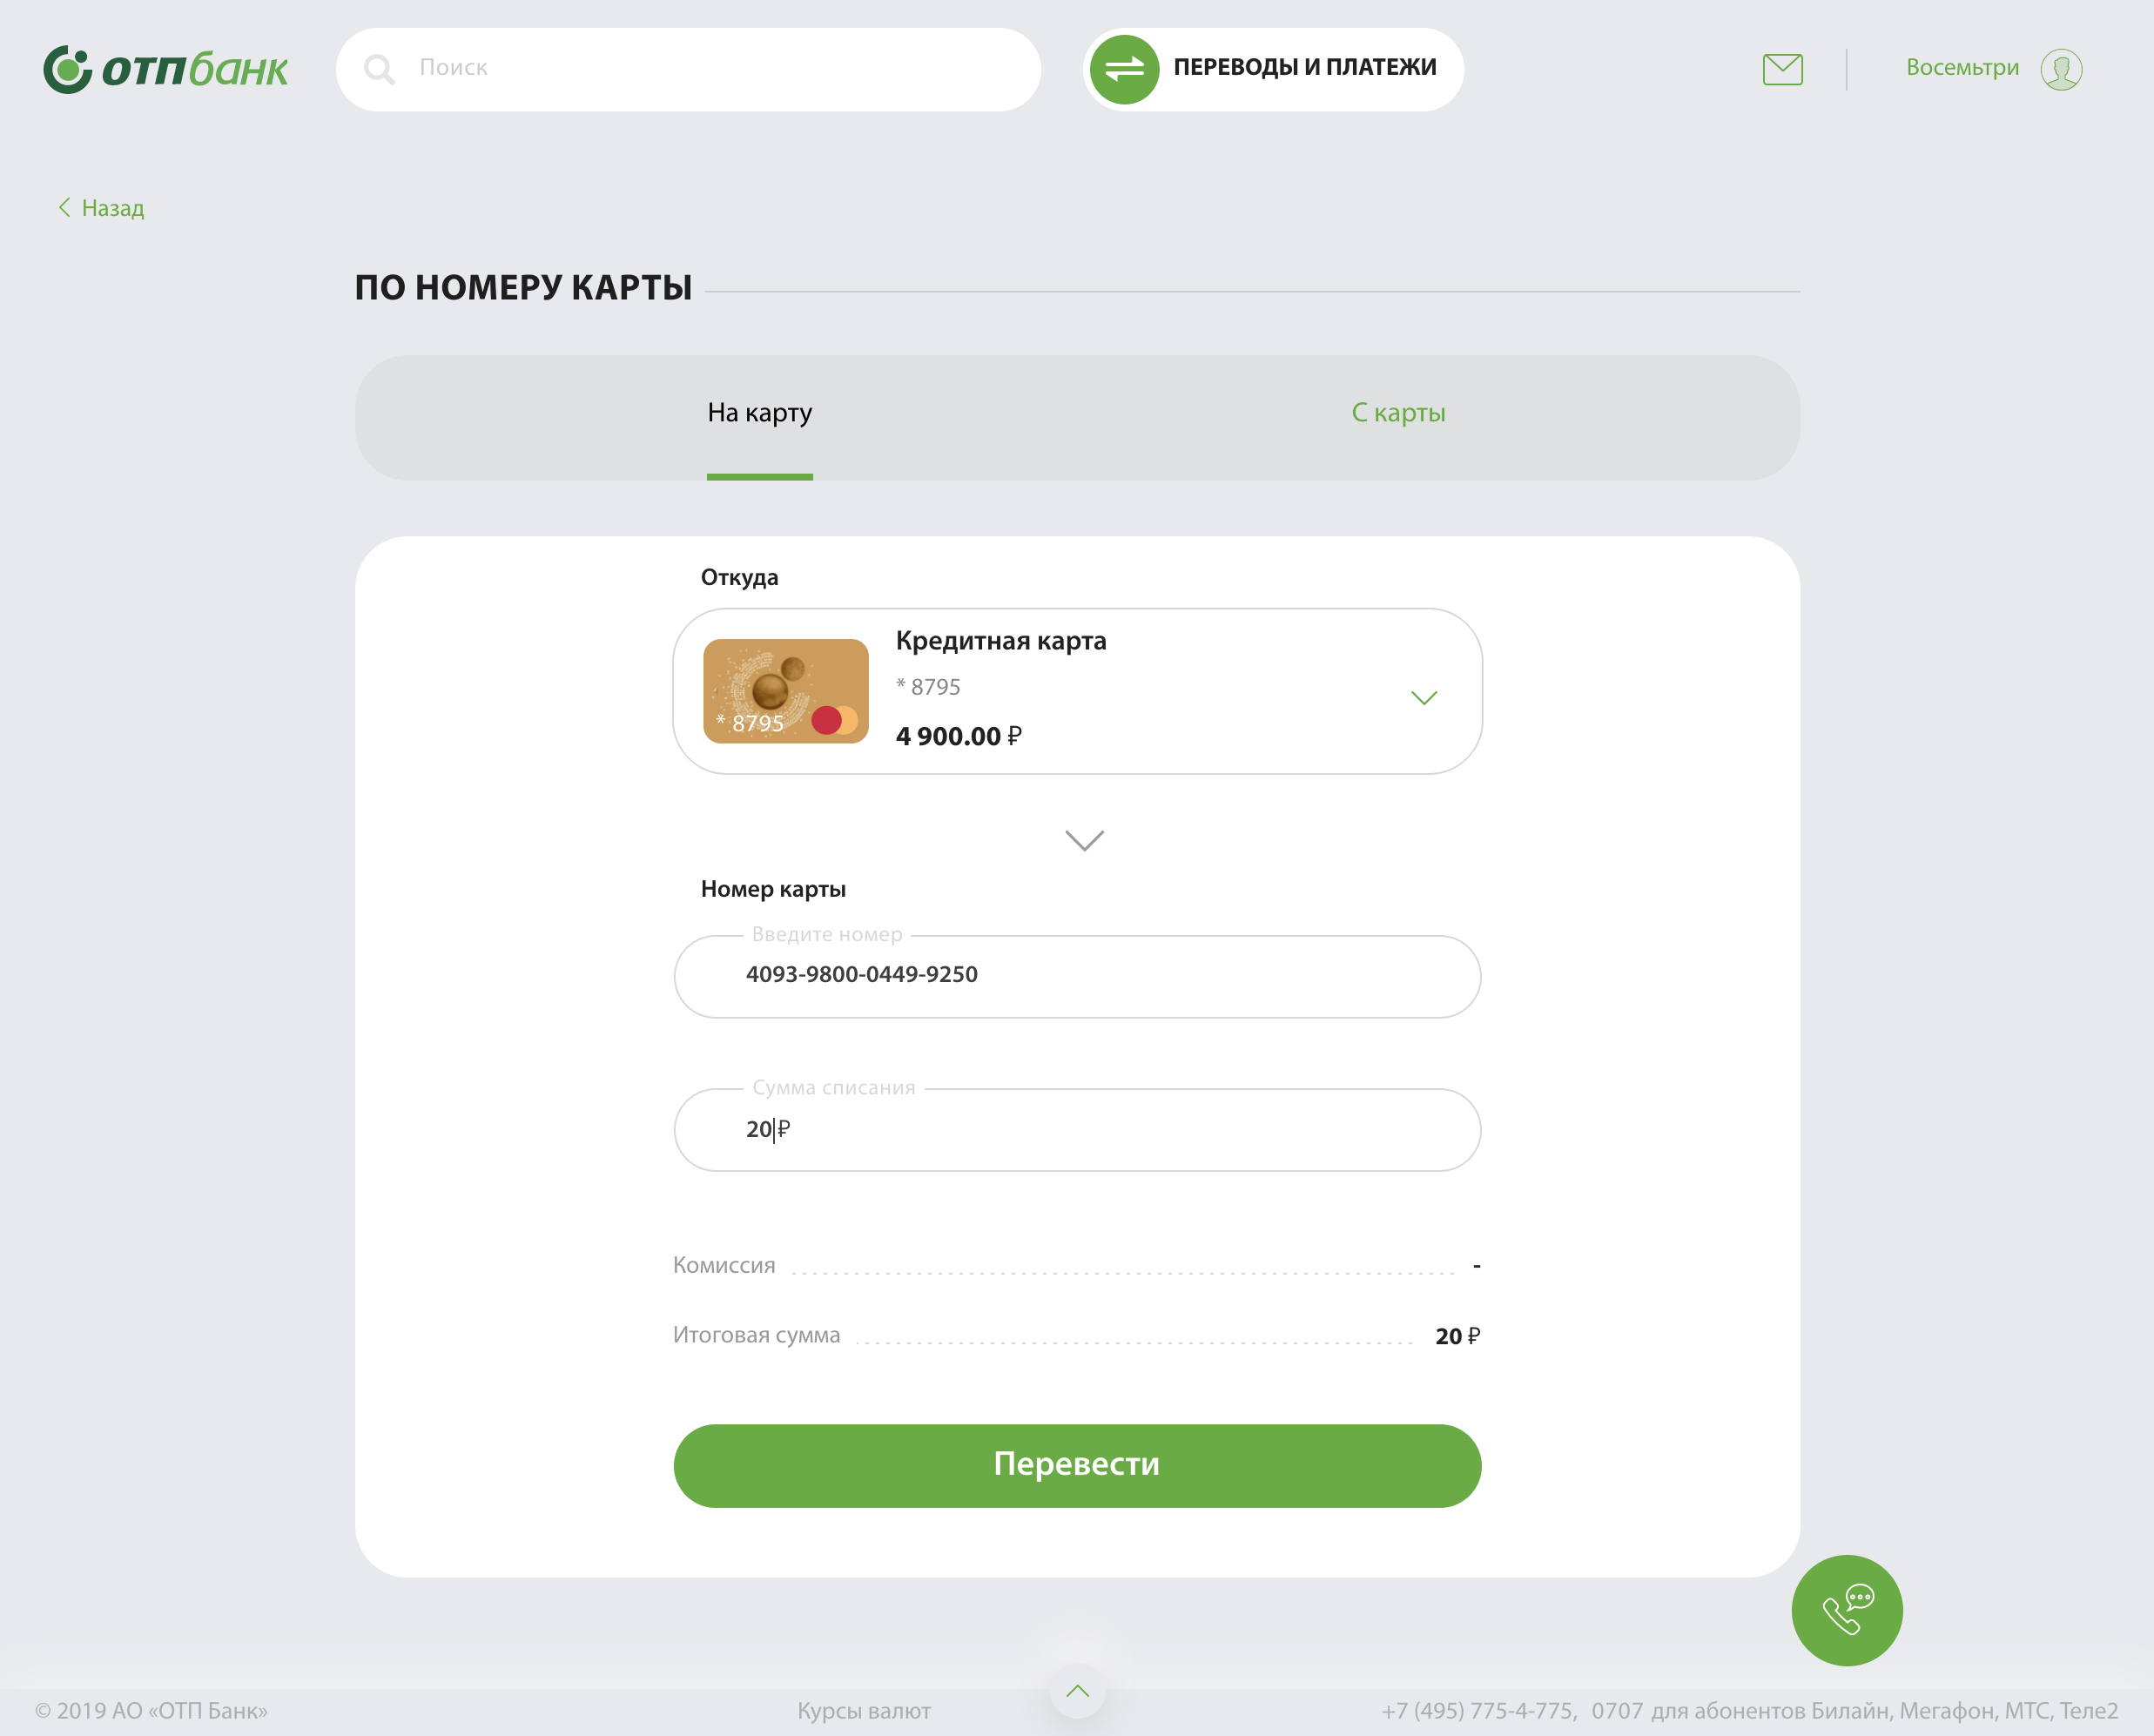 отпбанк
Поиск
ПЕРЕВОДЫ И ПЛАТЕЖИ
Восемьтри
Назад
ПО НОМЕРУ КАРТЫ
На карту
С карты
Откуда
Кредитная карта
* 8795
* 8795
4 900.00 ₽
Номер карты
Введите номер
4093-9800-0449-9250
Сумма списания
20 ₽
Комиссия -
Итоговая сумма 20 ₽
Перевести
© 2019 АО «ОТП Банк»
Курсы валют
+7 (495) 775-4-775, 0707 для абонентов Билайн, Мегафон, МТС, Теле2